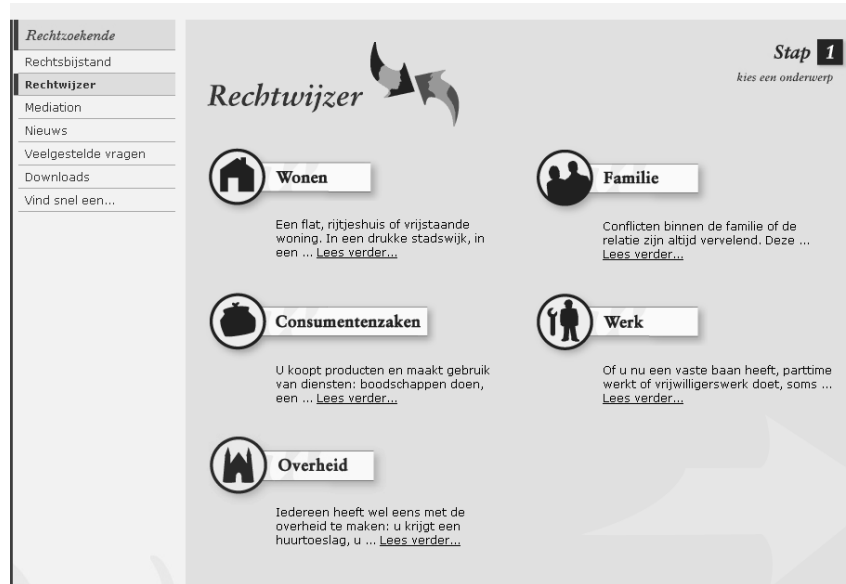 Rechtzoekende
Rechtsbijstand
Rechtwijzer
Mediation
Nieuws
Veelgestelde vragen
Downloads
Vind snel een...
Stap 1
kies een onderwerp
Rechtwijzer
Wonen
Een flat, rijtjeshuis of vrijstaande
woning. In een drukke stadswijk, in
een ... Lees verder...
Familie
Conflicten binnen de familie of de
relatie zijn altijd vervelend. Deze ...
Lees verder...
Consumentenzaken
U koopt producten en maakt gebruik
van diensten: boodschappen doen,
een ... Lees verder...
Werk
Of u nu een vaste baan heeft, parttime
werkt of vrijwilligerswerk doet, soms ...
Lees verder...
Overheid
Iedereen heeft wel eens met de
overheid te maken: u krijgt een
huurtoeslag, u ... Lees verder...